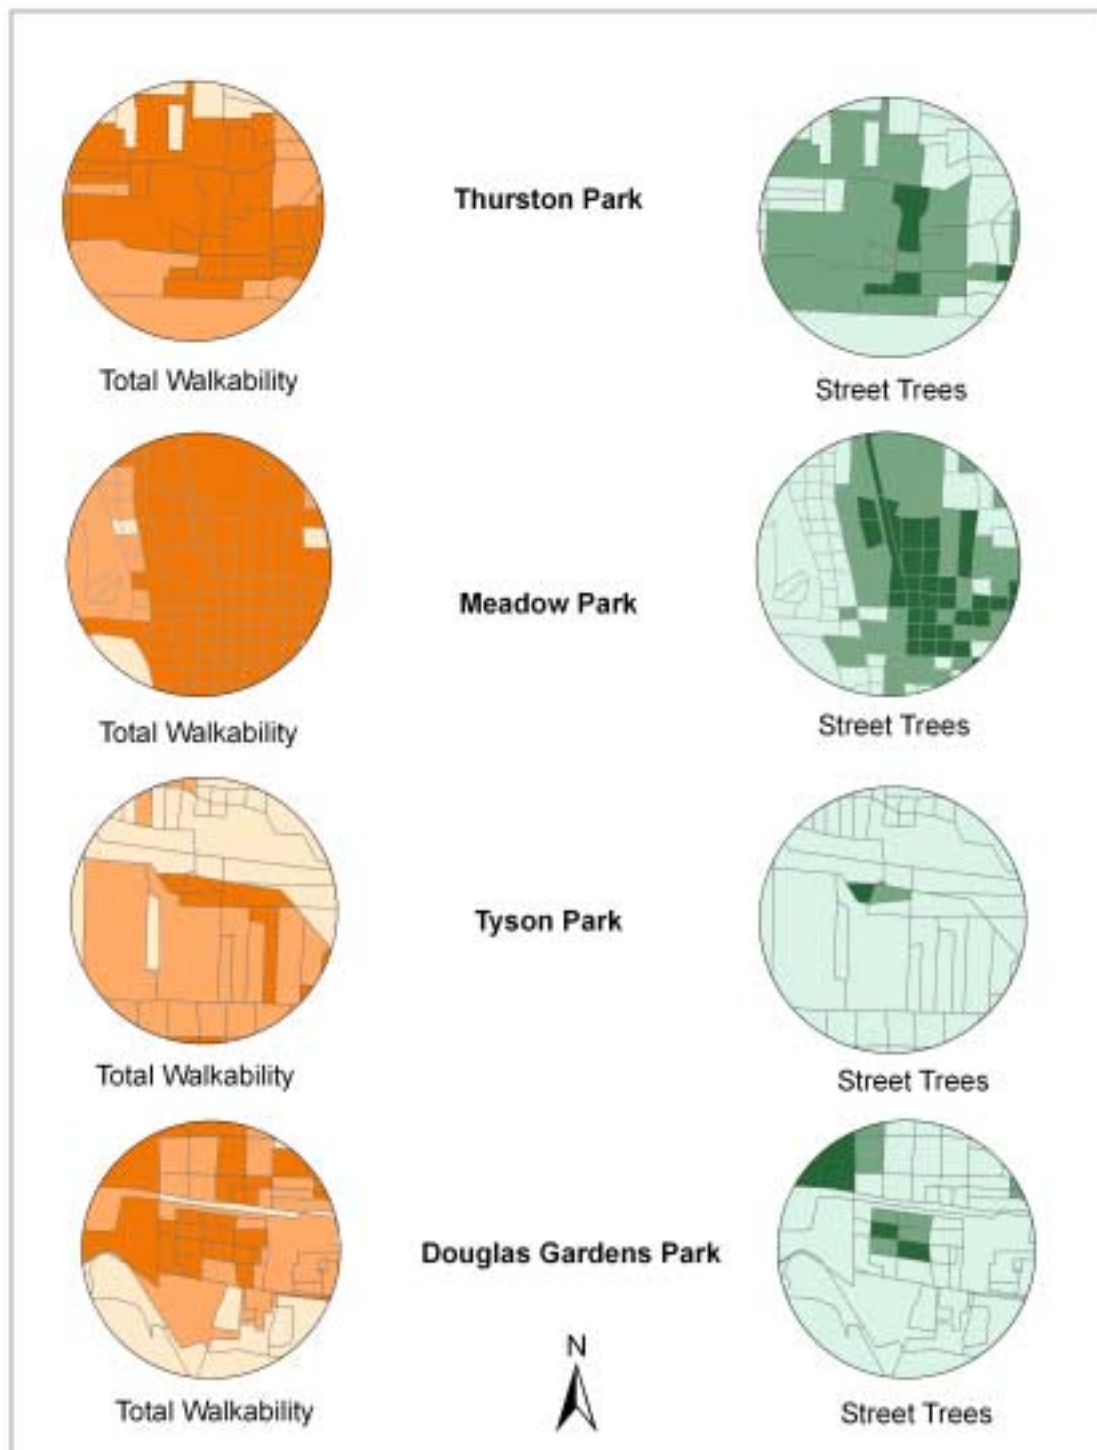 Thurston Park
Total Walkability
Street Trees
Meadow Park
Total Walkability
Street Trees
Tyson Park
Total Walkability
Street Trees
Douglas Gardens Park
N
Total Walkability
Street Trees